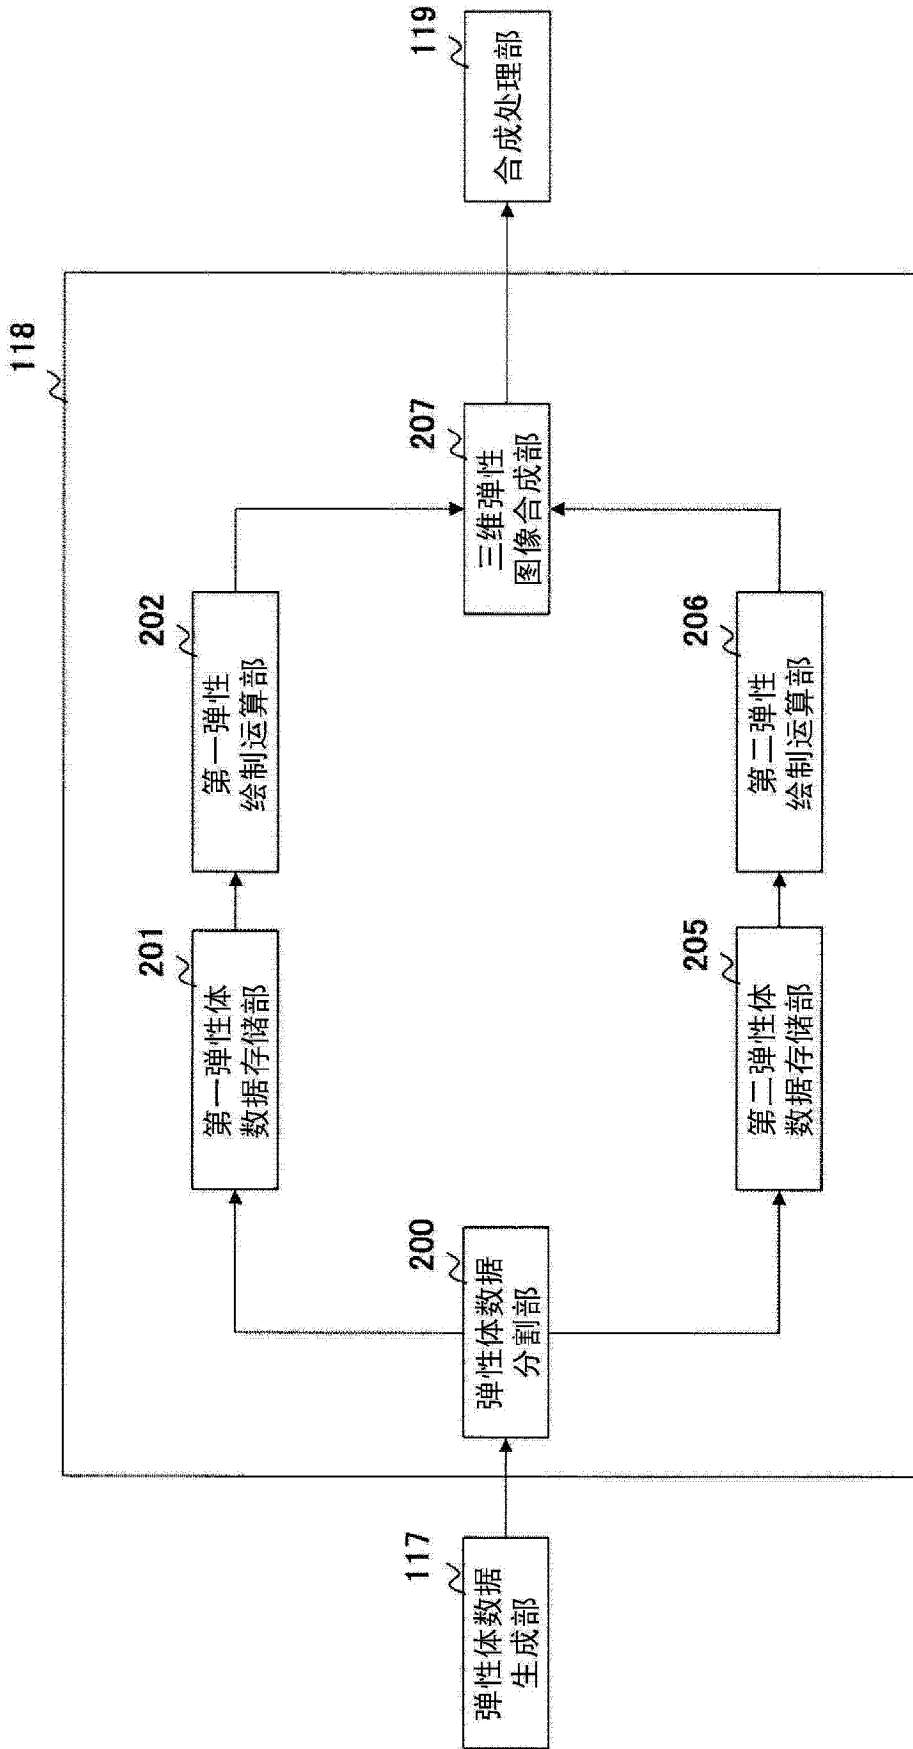 118
117
弹性体数据
生成部
200
弹性体数据
分割部
201
第一弹性体
数据存储部
202
第一弹性
绘制运算部
205
第二弹性体
数据存储部
206
第二弹性
绘制运算部
207
三维弹性
图像合成部
119
合成处理部